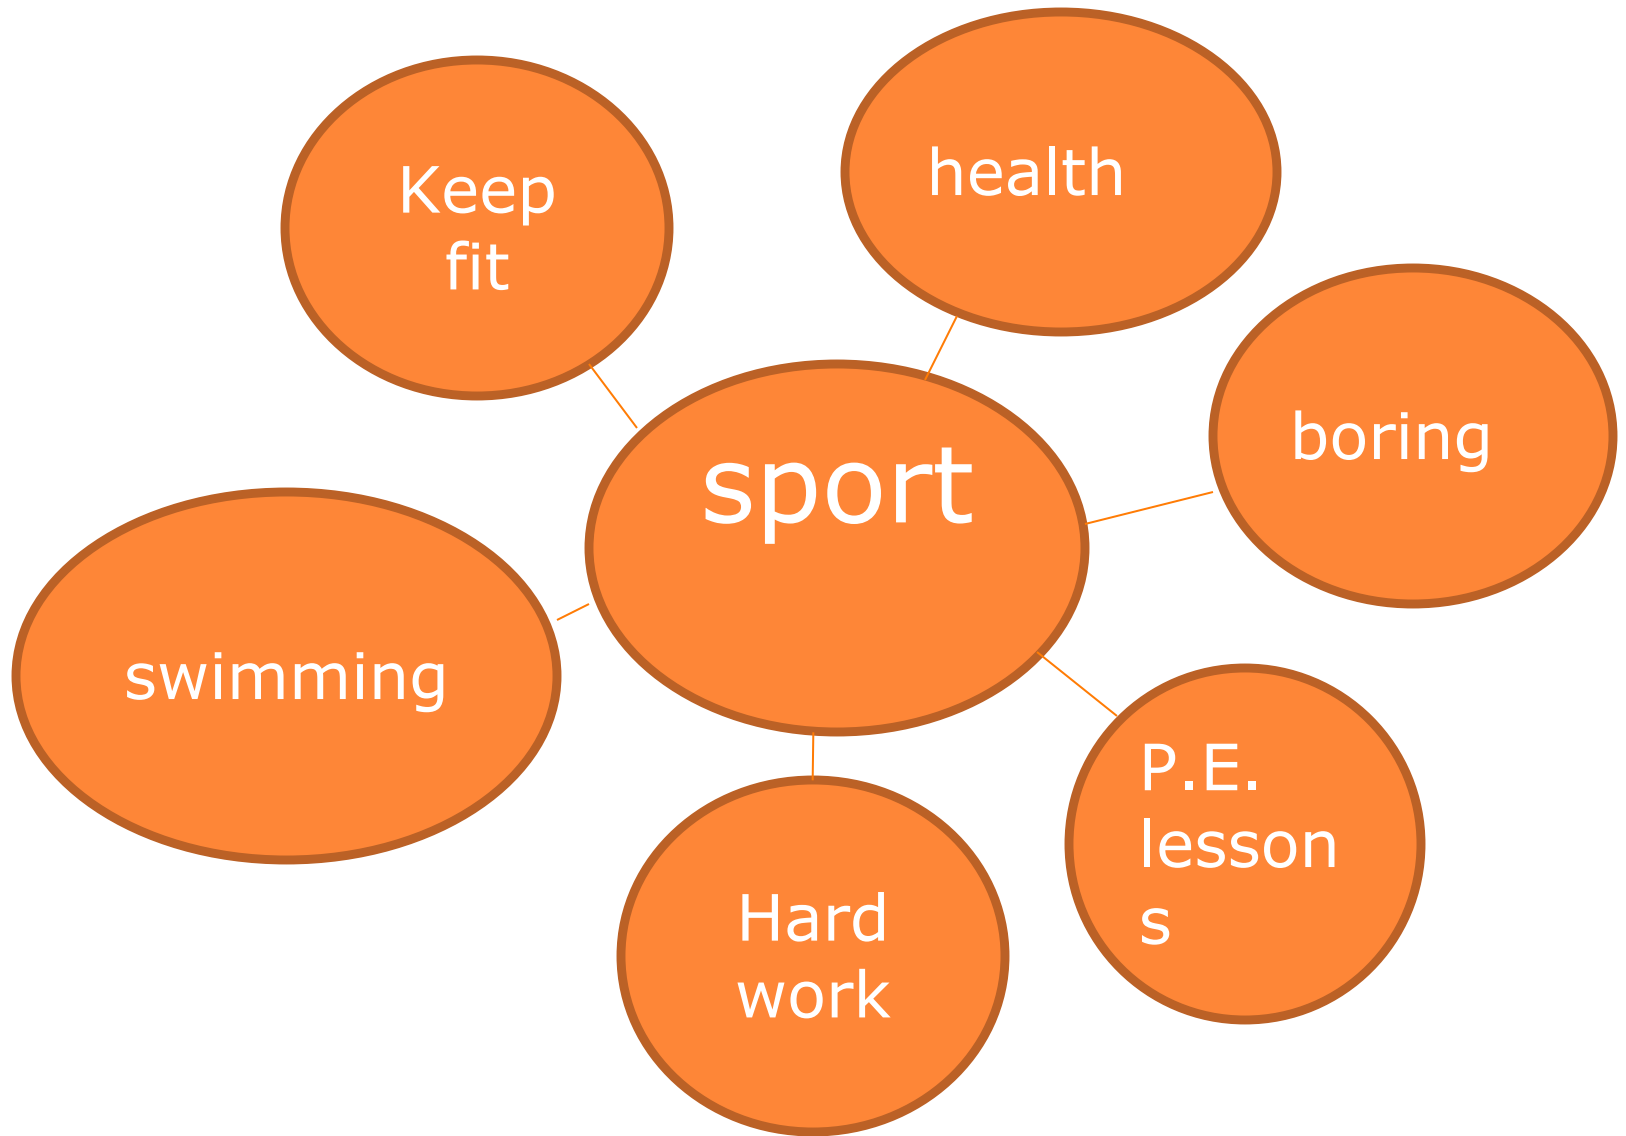 Keep
fit
health
boring
sport
swimming
P.E.
lesson
s
Hard
work